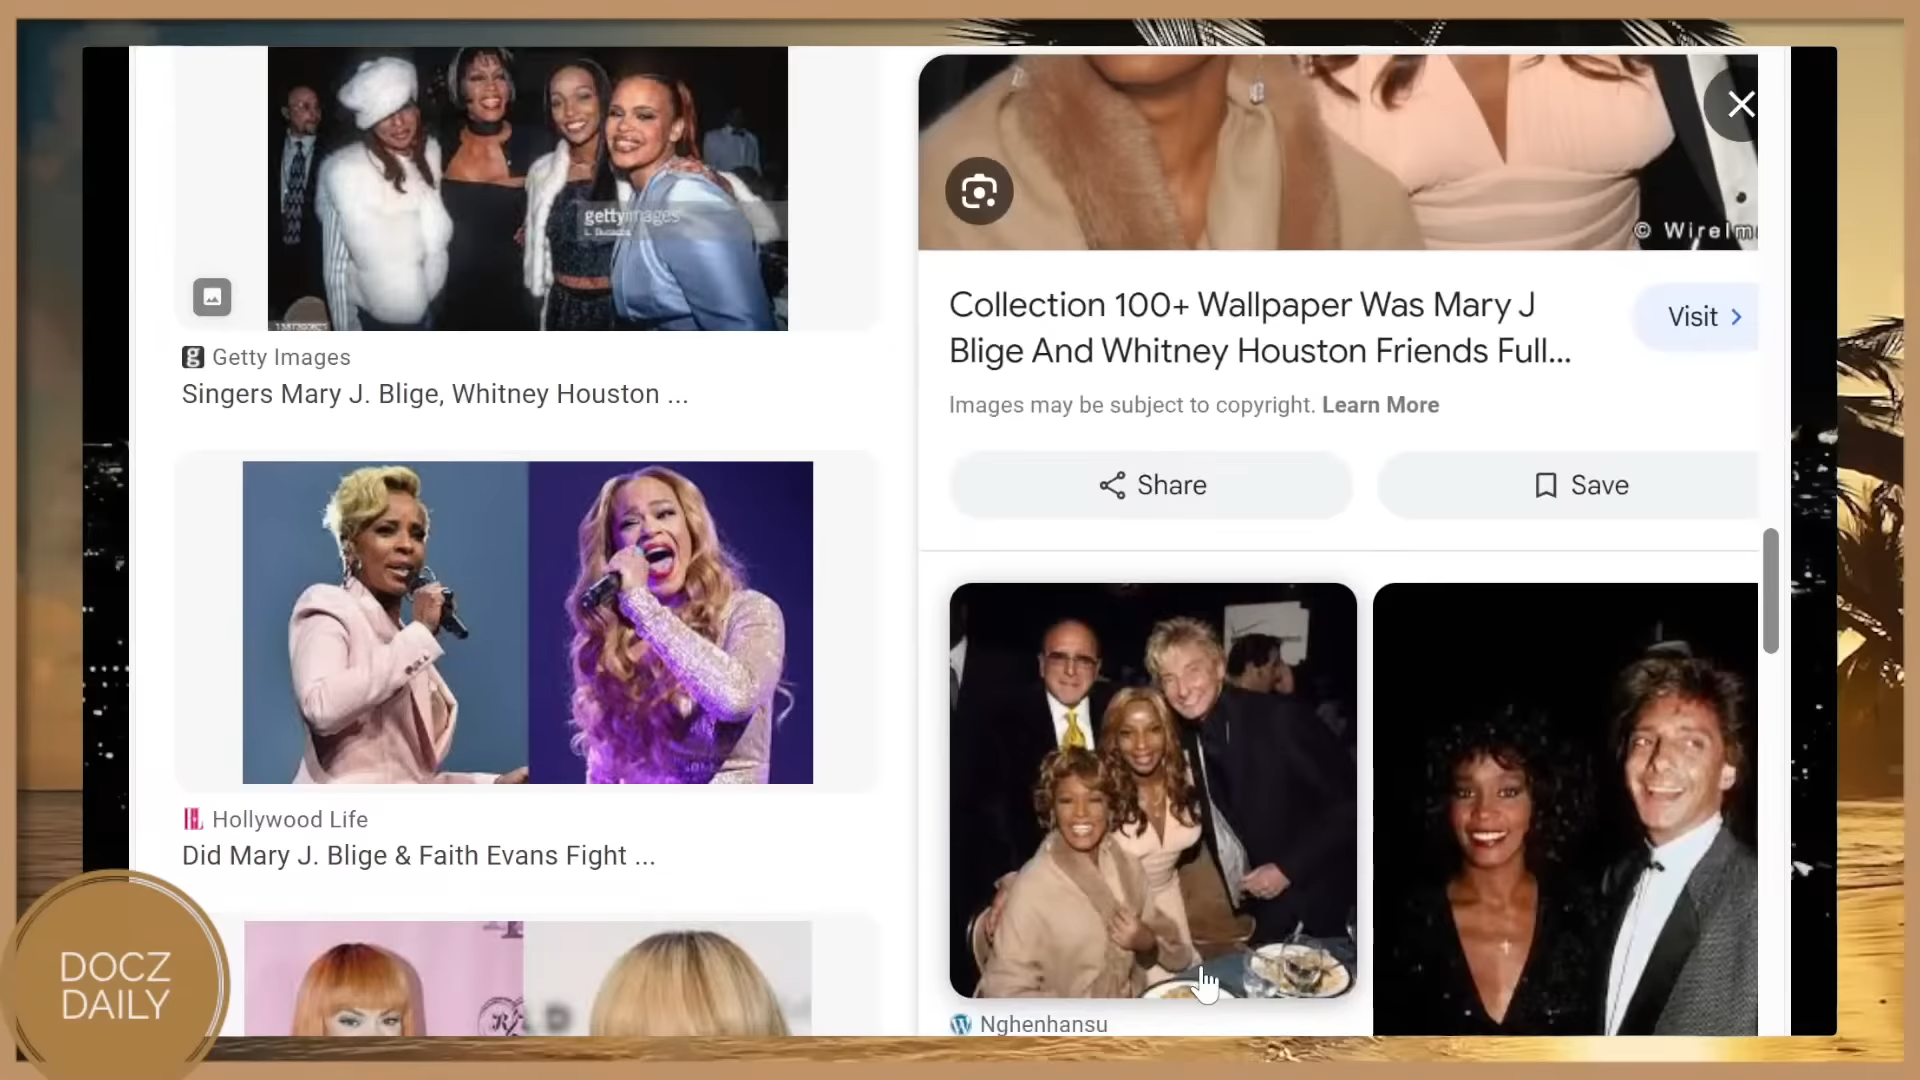 gettyimages
Getty Images
Singers Mary J. Blige, Whitney Houston ...
Hollywood Life
Did Mary J. Blige & Faith Evans Fight ...
DOCZ
DAILY
© WireIm
Collection 100+ Wallpaper Was Mary J
Blige And Whitney Houston Friends Full...
Visit
Images may be subject to copyright. Learn More
Share
Save
Nghenhansu